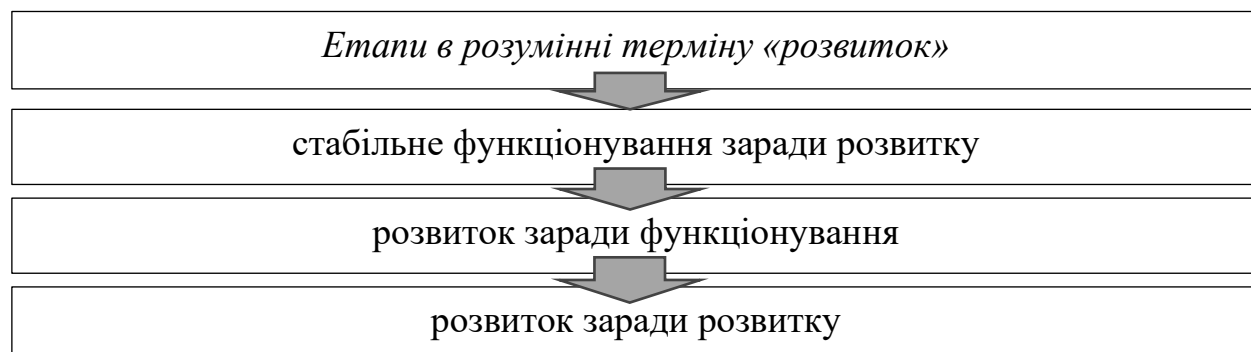 Етапи в розумінні терміну «розвиток»
стабільне функціонування заради розвитку
розвиток заради функціонування
розвиток заради розвитку